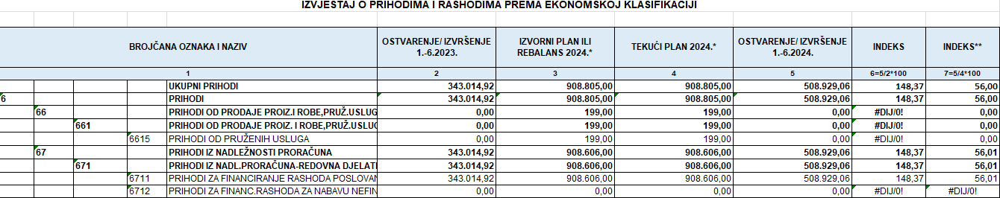 IZVJEŠTAJ O PRIHODIMA I RASHODIMA PREMA EKONOMSKOJ KLASIFIKACIJI
BROJČANA OZNAKA I NAZIV OSTVARENJE/ IZVRŠENJE 1.-6.2023. IZVORNI PLAN ILI REBALANS 2024.* TEKUĆI PLAN 2024.* OSTVARENJE/ IZVRŠENJE 1.-6.2024. INDEKS INDEKS**
1 2 3 4 5 6=5/2*100 7=5/4*100
UKUPNI PRIHODI 343.014,92 908.805,00 908.805,00 508.929,06 148,37 56,00
6 PRIHODI 343.014,92 908.805,00 908.805,00 508.929,06 148,37 56,00
66 PRIHODI OD PRODAJE PROIZ.I ROBE,PRUŽ.USLUG 0,00 199,00 199,00 0,00 #DIJ/0! 0,00
661 PRIHODI OD PRODAJE PROIZ. I ROBE,PRUŽ.USLUG 0,00 199,00 199,00 0,00 #DIJ/0! 0,00
6615 PRIHODI OD PRUŽENIH USLUGA 0,00 199,00 199,00 0,00 #DIJ/0! 0,00
67 PRIHODI IZ NADLEŽNOSTI PRORAČUNA 343.014,92 908.606,00 908.606,00 508.929,06 148,37 56,01
671 PRIHODI IZ NADL.PRORAČUNA-REDOVNA DJELATI 343.014,92 908.606,00 908.606,00 508.929,06 148,37 56,01
6711 PRIHODI ZA FINANCIRANJE RASHODA POSLOVAN 343.014,92 908.606,00 908.606,00 508.929,06 148,37 56,01
6712 PRIHODI ZA FINANC.RASHODA ZA NABAVU NEFIN 0,00 0,00 0,00 0,00 #DIJ/0! #DIJ/0!